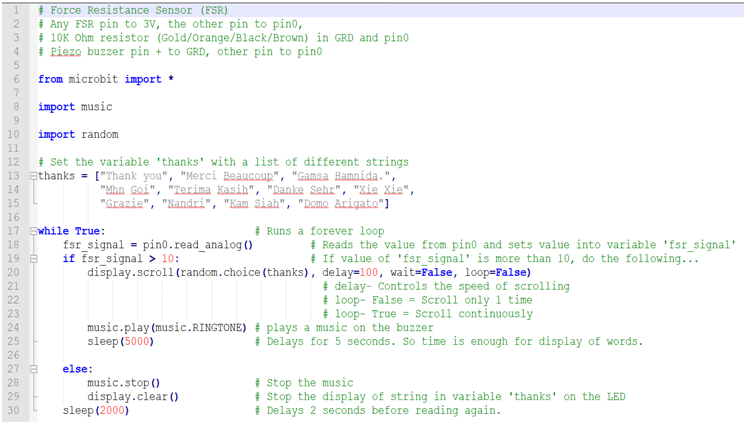 1 # Force Resistance Sensor (FSR)
2 # Any FSR pin to 3V, the other pin to pin0,
3 # 10K Ohm resistor (Gold/Orange/Black/Brown) in GRD and pin0
4 # Piezo buzzer pin + to GRD, other pin to pin0
5
6 from microbit import *
7
8 import music
9
10 import random
11
12 # Set the variable 'thanks' with a list of different strings
13 thanks = ["Thank you", "Merci Beaucoup", "Gamsa Hamnida.",
14 "Mhn Goi", "Terima Kasih", "Danke Sehr", "Xie Xie",
15 "Grazie", "Nandri", "Kam Siah", "Domo Arigato"]
16
17 while True: # Runs a forever loop
18 fsr_signal = pin0.read_analog() # Reads the value from pin0 and sets value into variable 'fsr_signal'
19 if fsr_signal > 10: # If value of 'fsr_signal' is more than 10, do the following...
20 display.scroll(random.choice(thanks), delay=100, wait=False, loop=False)
21 # delay- Controls the speed of scrolling
22 # loop- False = Scroll only 1 time
23 # loop- True = Scroll continuously
24 music.play(music.RINGTONE) # plays a music on the buzzer
25 sleep(5000) # Delays for 5 seconds. So time is enough for display of words.
26
27 else:
28 music.stop() # Stop the music
29 display.clear() # Stop the display of string in variable 'thanks' on the LED
30 sleep(2000) # Delays 2 seconds before reading again.